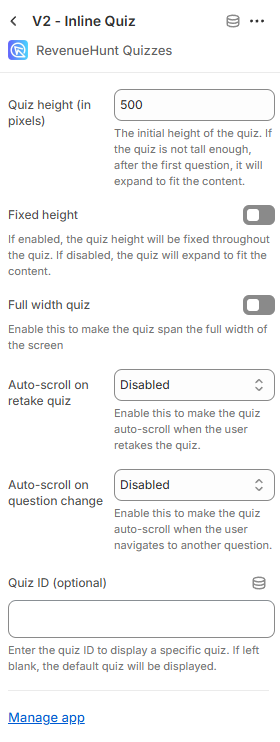 V2 - Inline Quiz
RevenueHunt Quizzes
Quiz height (in
pixels)
500
The initial height of the quiz. If
the quiz is not tall enough,
after the first question, it will
expand to fit the content.
Fixed height
If enabled, the quiz height will be fixed throughout
the quiz. If disabled, the quiz will expand to fit the
content.
Full width quiz
Enable this to make the quiz span the full width of
the screen
Auto-scroll on
retake quiz
Disabled
Enable this to make the quiz
auto-scroll when the user
retakes the quiz.
Auto-scroll on
question change
Disabled
Enable this to make the quiz
auto-scroll when the user
navigates to another question.
Quiz ID (optional)
Enter the quiz ID to display a specific quiz. If left
blank, the default quiz will be displayed.
Manage app